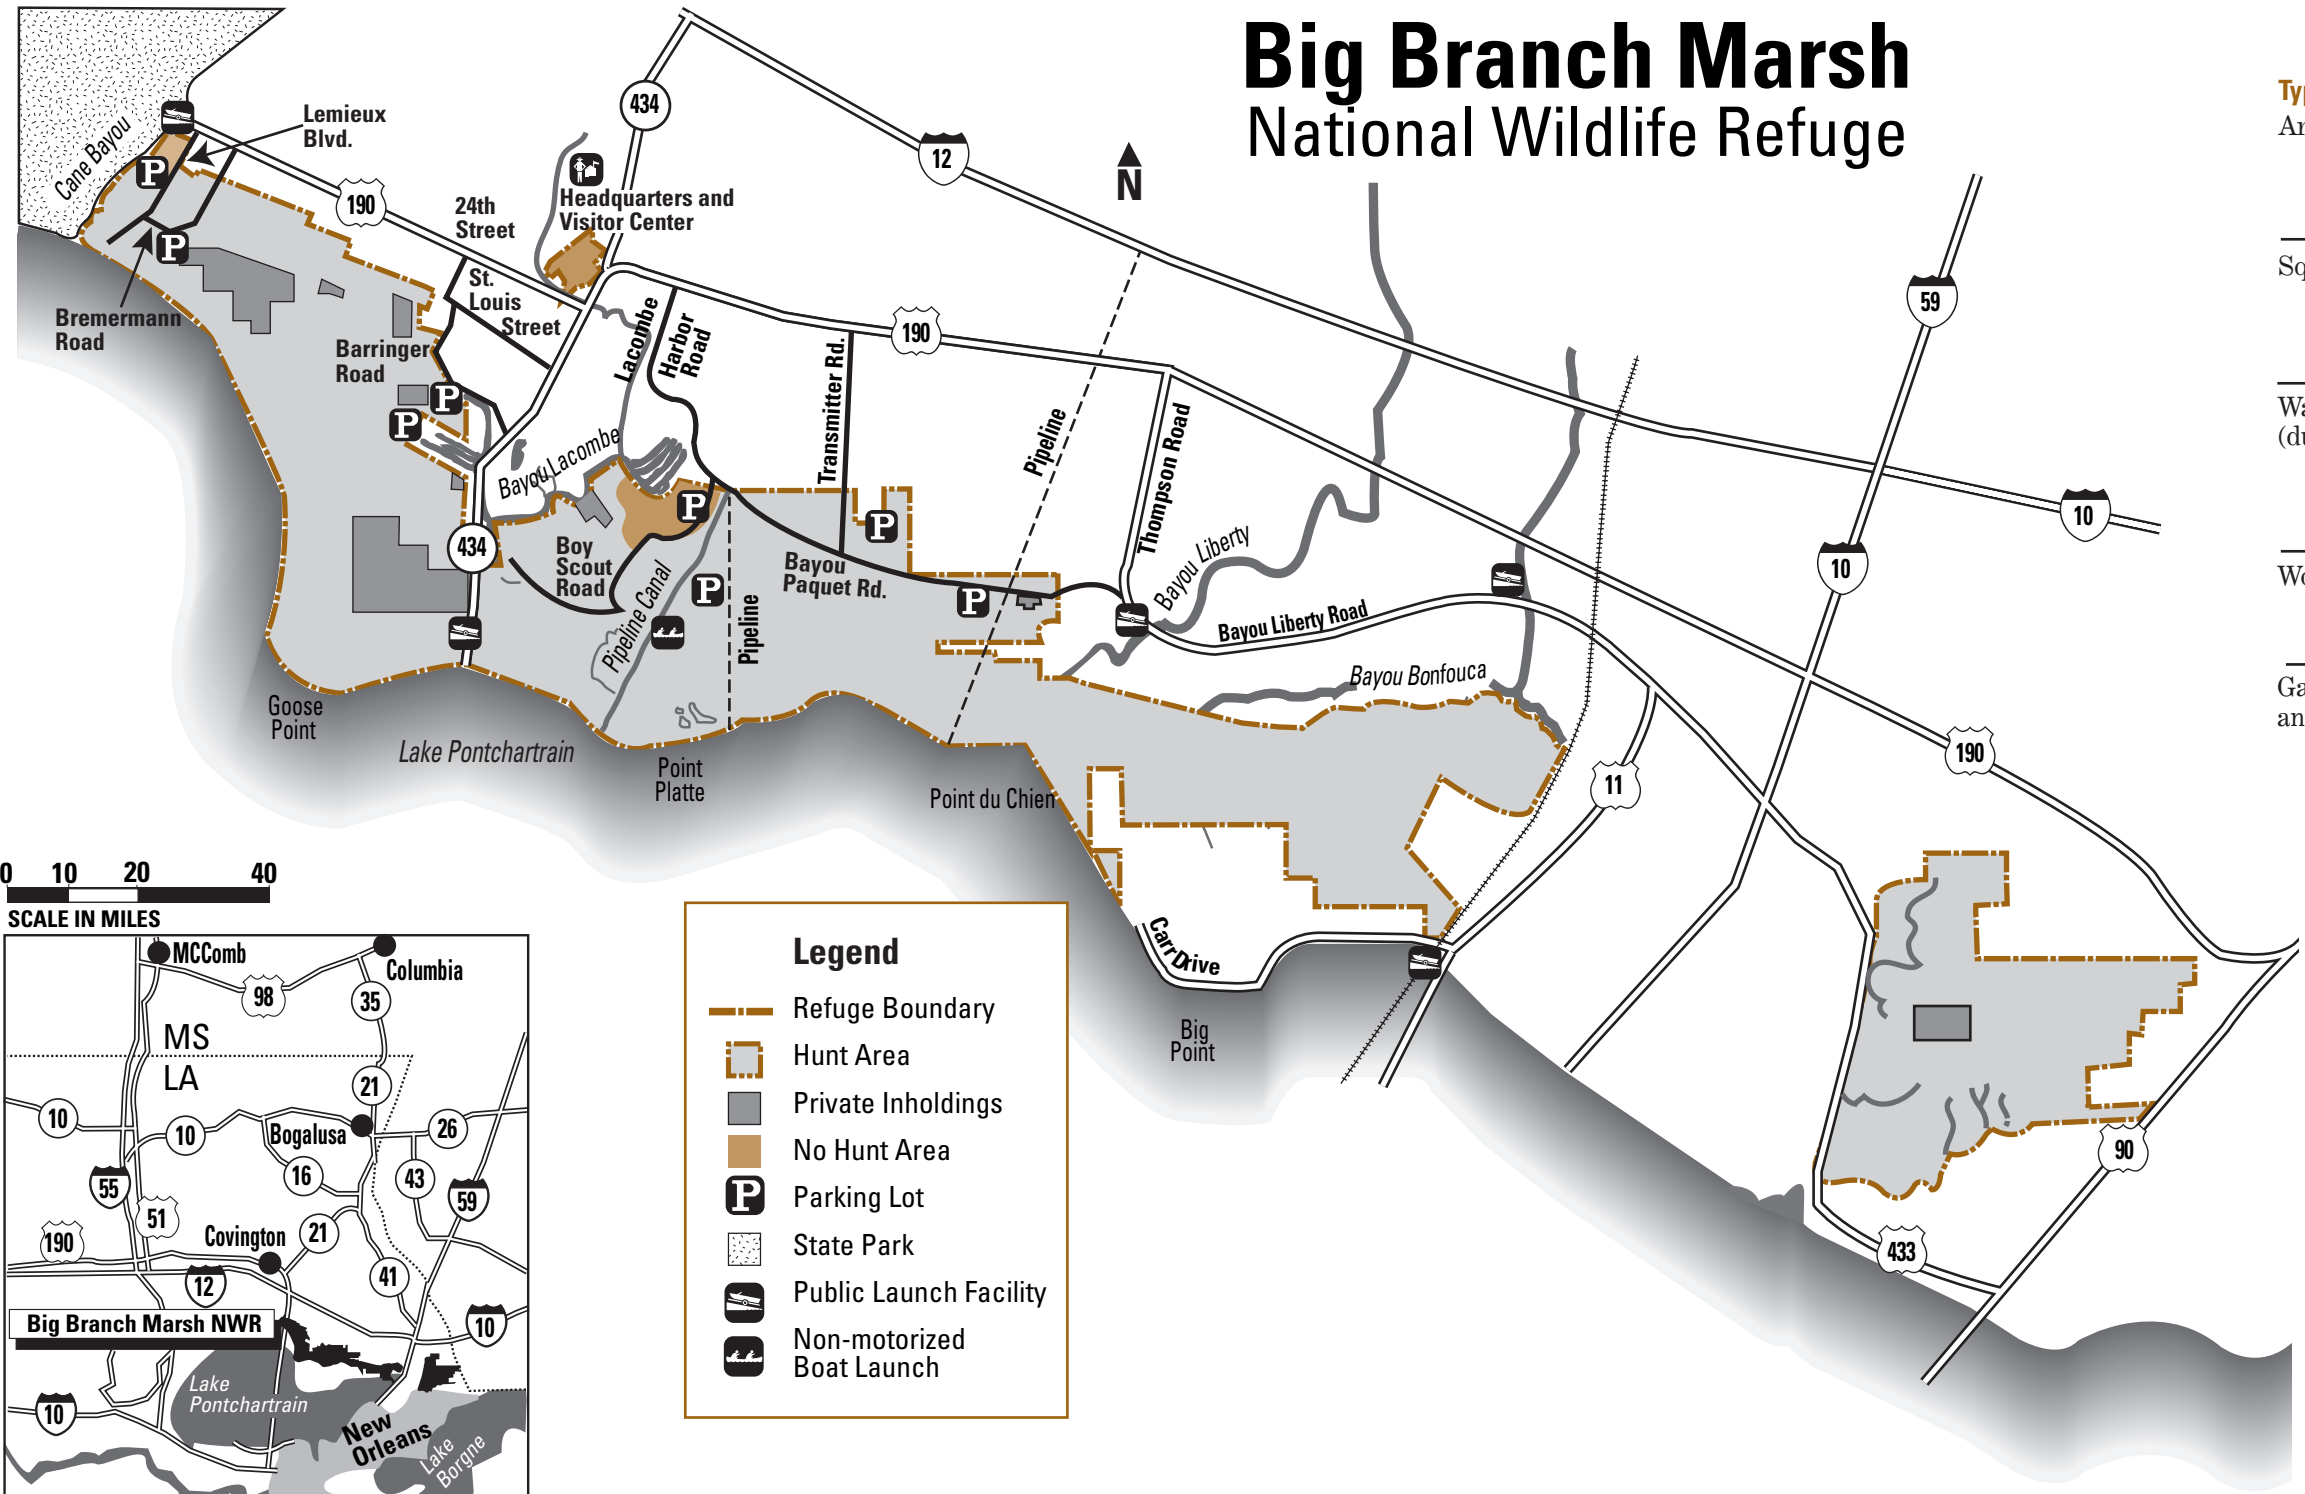 Big Branch Marsh
National Wildlife Refuge
N
Lemieux
Blvd.
Cane Bayou
P
P
Bremermann
Road
190
24th
Street
434
Headquarters and
Visitor Center
St.
Louis
Street
Barringer
Road
P
P
Lacombe
Harbor
Road
Bayou Lacombe
Transmitter Rd.
190
12
Pipeline
Thompson Road
59
10
10
434
Boy
Scout
Road
P
P
P
P
Pipeline Canal
Pipeline
Bayou
Paquet Rd.
Bayou Liberty
Bayou Liberty Road
Bayou Bonfouca
Goose
Point
Lake Pontchartrain
Point
Platte
Point du Chien
11
190
Carr Drive
Big
Point
90
433
0 10 20 40
SCALE IN MILES
MCComb
Columbia
98
35
MS
LA
21
10
10
Bogalusa
26
16
43
55
51
59
190
Covington
21
12
41
Big Branch Marsh NWR
10
Lake
Pontchartrain
10
New
Orleans
Lake
Borgne
Legend
Refuge Boundary
Hunt Area
Private Inholdings
No Hunt Area
P Parking Lot
State Park
Public Launch Facility
Non-motorized
Boat Launch